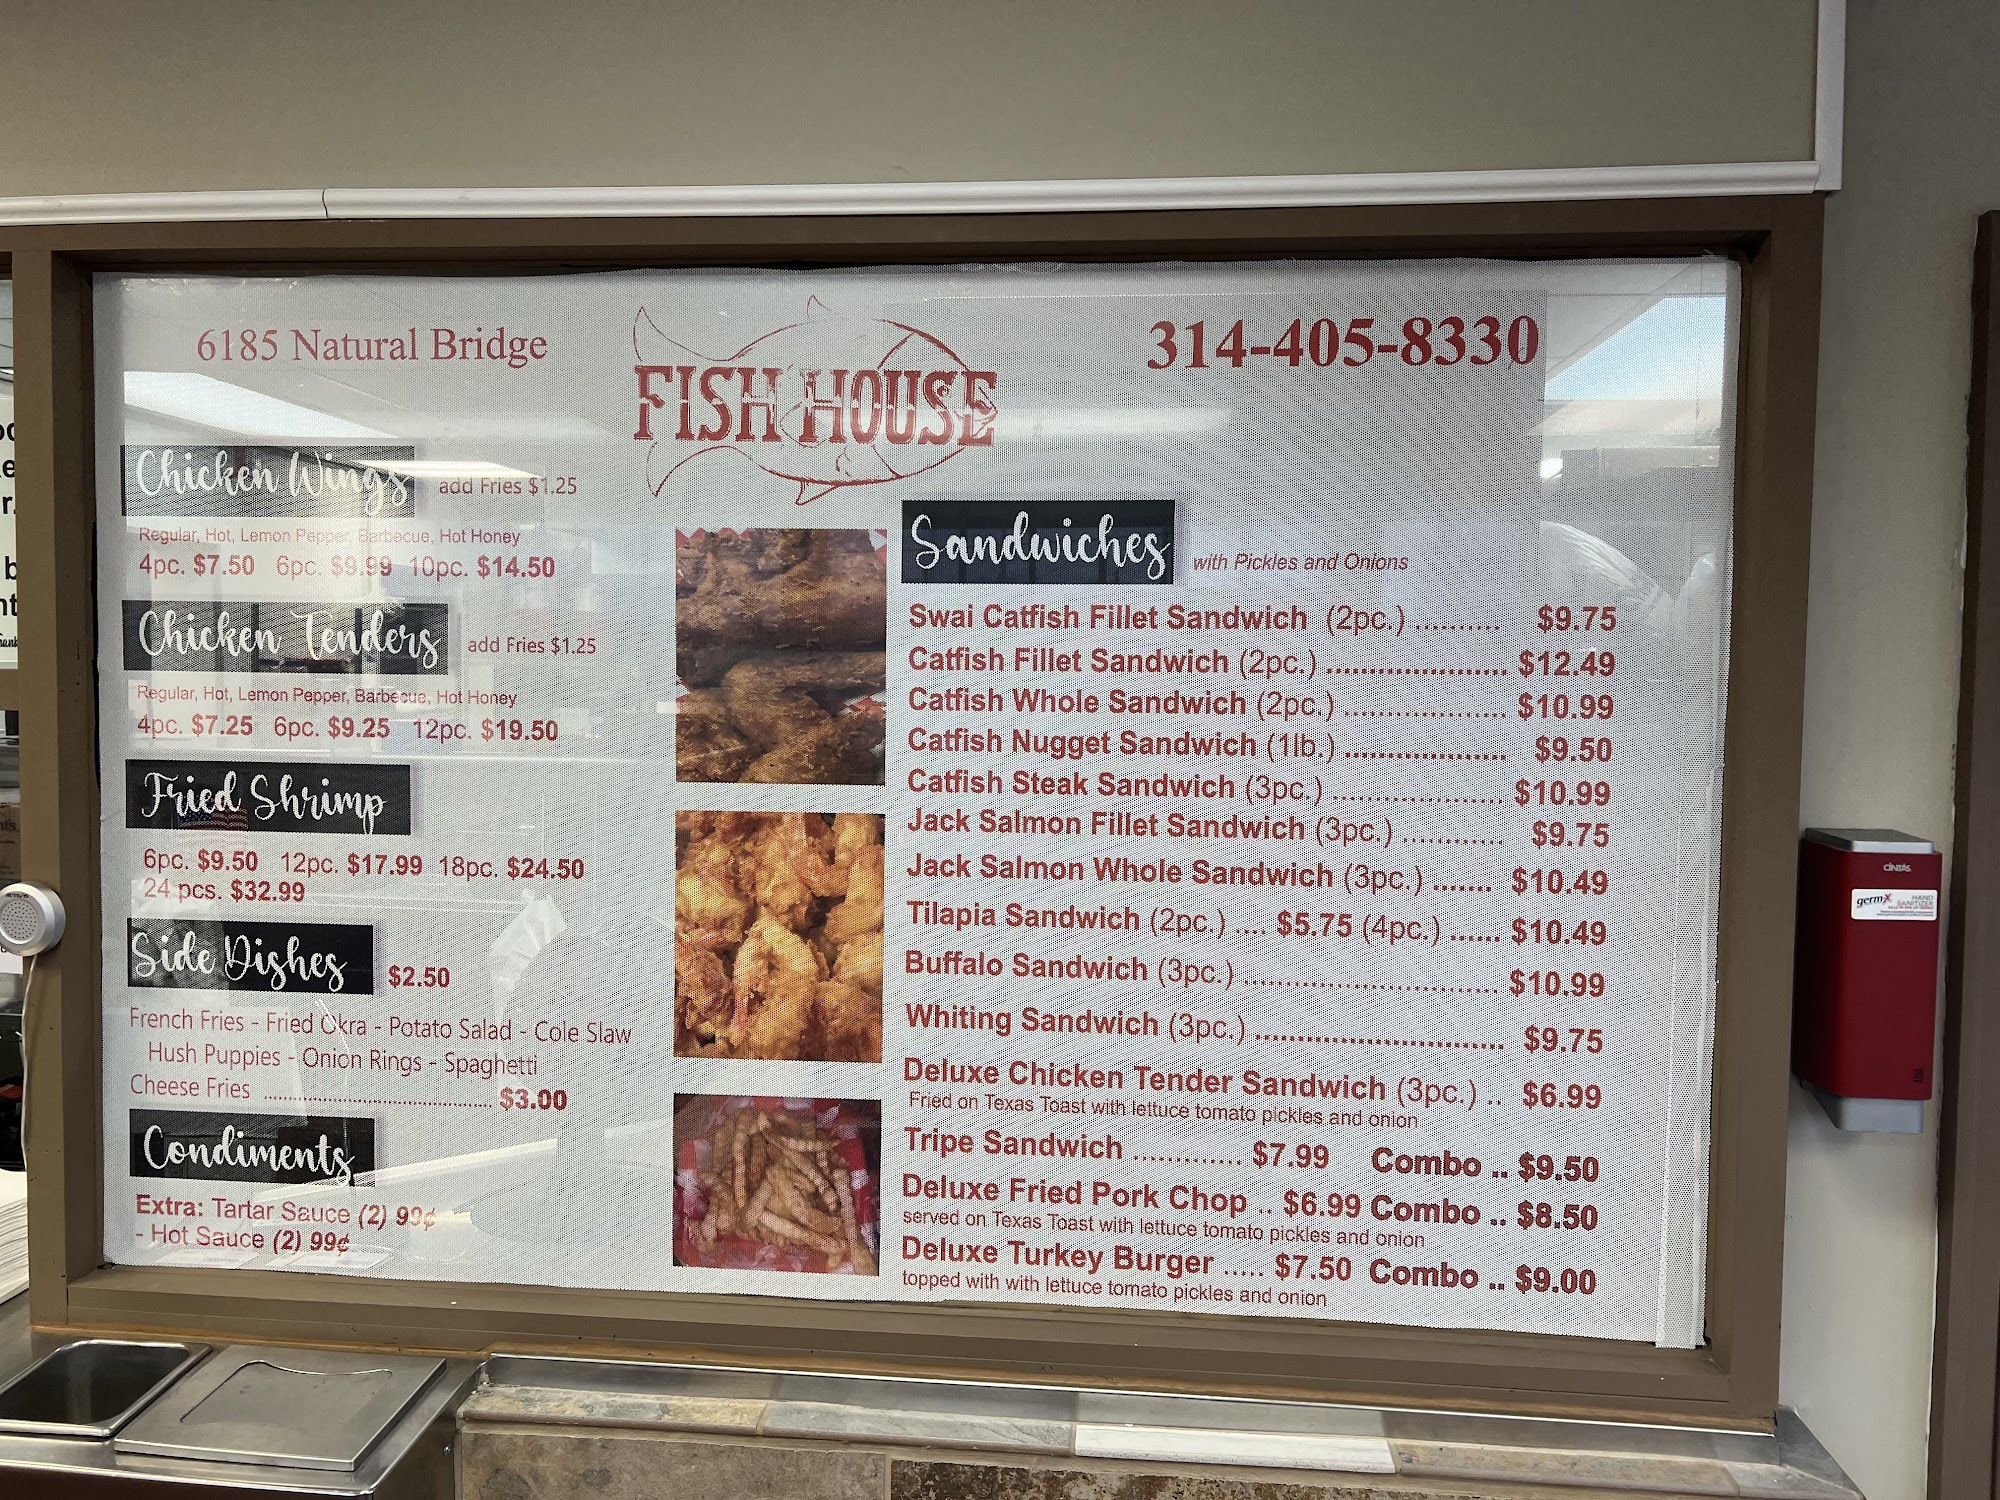 6185 Natural Bridge
FISH HOUSE
314-405-8330
Chicken Wings add Fries $1.25
Regular, Hot, Lemon Pepper, Barbecue, Hot Honey
4pc. $7.50 6pc. $9.99 10pc. $14.50
Chicken Tenders add Fries $1.25
Regular, Hot, Lemon Pepper, Barbecue, Hot Honey
4pc. $7.25 6pc. $9.25 12pc. $19.50
Fried Shrimp
6pc. $9.50 12pc. $17.99 18pc. $24.50
24 pcs. $32.99
Side Dishes $2.50
French Fries - Fried Okra - Potato Salad - Cole Slaw
Hush Puppies - Onion Rings - Spaghetti
Cheese Fries ........................................... $3.00
Condiments
Extra: Tartar Sauce (2) 99¢
- Hot Sauce (2) 99¢
Sandwiches with Pickles and Onions
Swai Catfish Fillet Sandwich (2pc.) .......... $9.75
Catfish Fillet Sandwich (2pc.) ..................... $12.49
Catfish Whole Sandwich (2pc.) ................... $10.99
Catfish Nugget Sandwich (1lb.) ................... $9.50
Catfish Steak Sandwich (3pc.) .................... $10.99
Jack Salmon Fillet Sandwich (3pc.) ............ $9.75
Jack Salmon Whole Sandwich (3pc.) ....... $10.49
Tilapia Sandwich (2pc.) .... $5.75 (4pc.) ...... $10.49
Buffalo Sandwich (3pc.) .............................. $10.99
Whiting Sandwich (3pc.) .............................. $9.75
Deluxe Chicken Tender Sandwich (3pc.) .. $6.99
Fried on Texas Toast with lettuce tomato pickles and onion
Tripe Sandwich ............. $7.99 Combo .. $9.50
Deluxe Fried Pork Chop .. $6.99 Combo .. $8.50
served on Texas Toast with lettuce tomato pickles and onion
Deluxe Turkey Burger ..... $7.50 Combo .. $9.00
topped with with lettuce tomato pickles and onion
CINTAS
germ-X HAND
SANITIZER